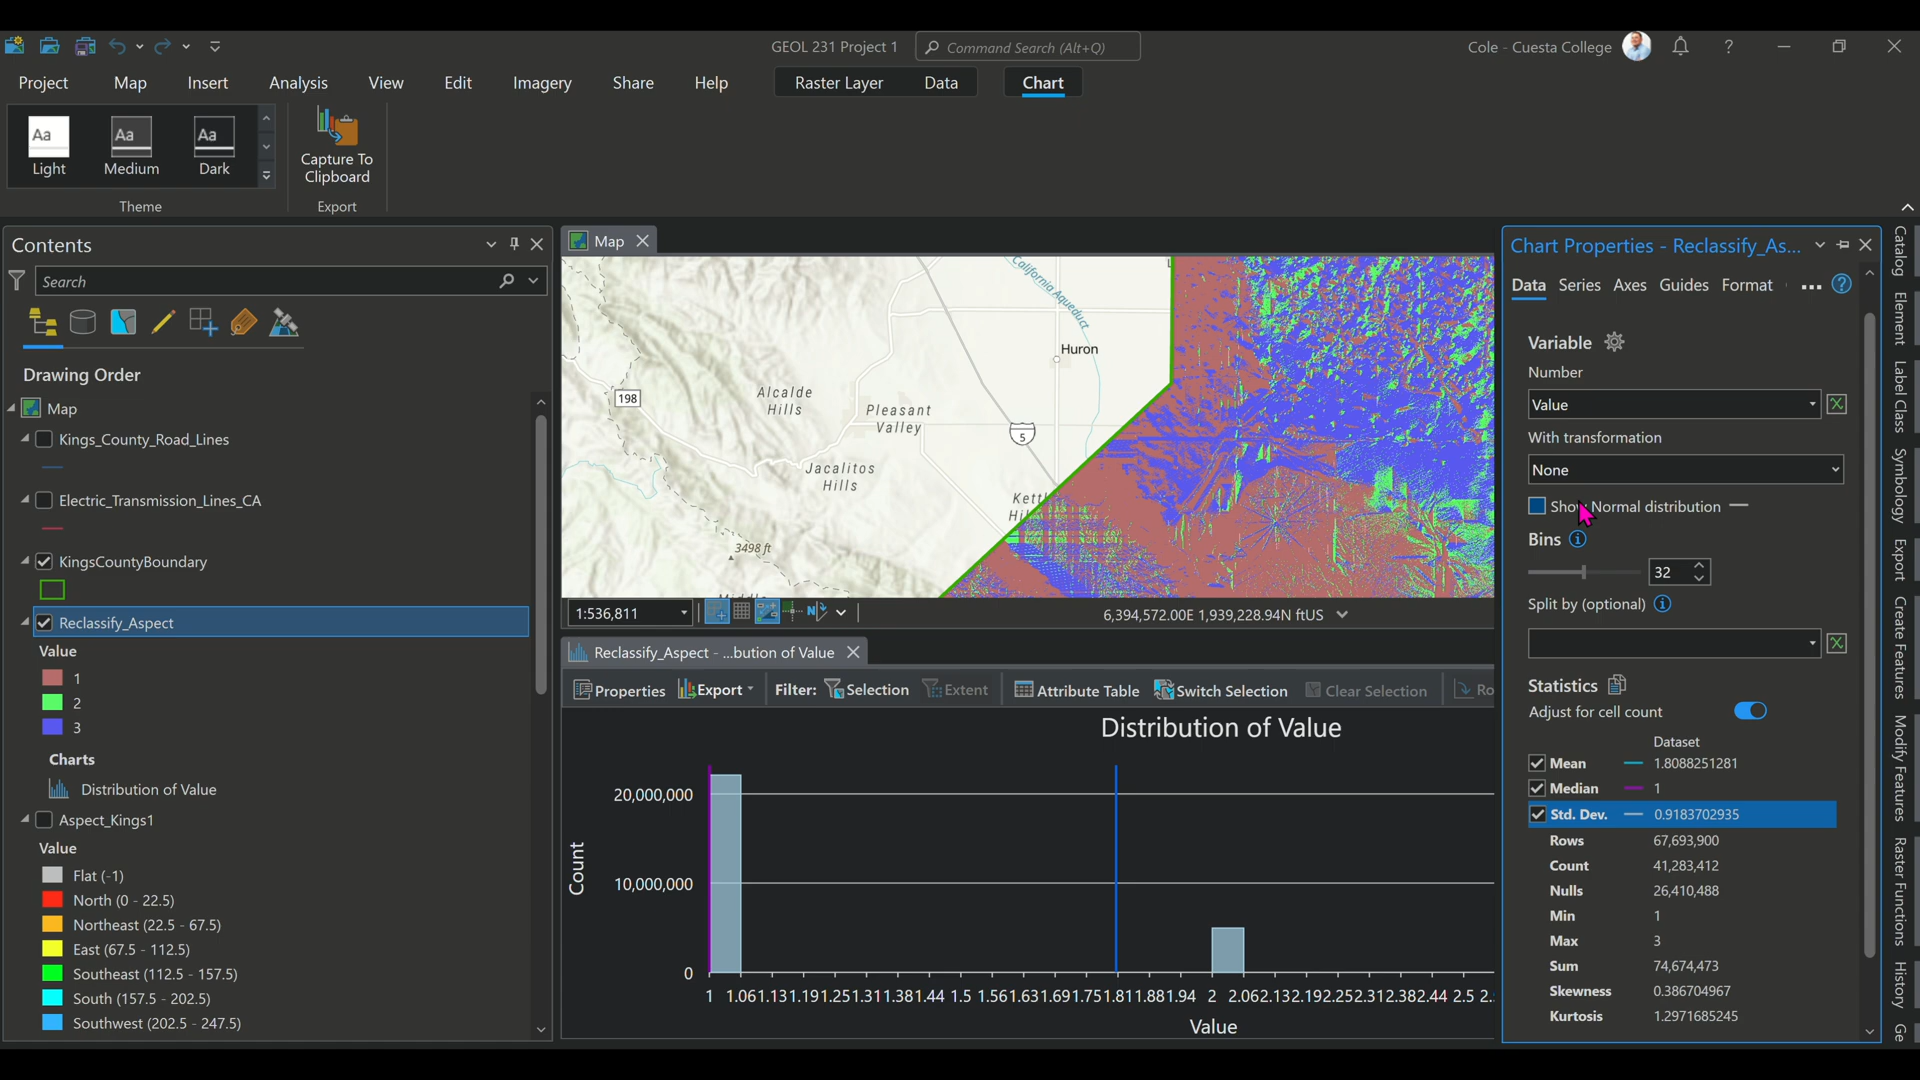 GEOL 231 Project 1
Command Search (Alt+Q)
Cole - Cuesta College
?
Project Map Insert Analysis View Edit Imagery Share Help Raster Layer Data Chart
Aa Aa Aa
Light Medium Dark
Capture To
Clipboard
Theme
Export
Contents
Search
Drawing Order
Map
Kings_County_Road_Lines
Electric_Transmission_Lines_CA
KingsCountyBoundary
Reclassify_Aspect
Value
1
2
3
Charts
Distribution of Value
Aspect_Kings1
Value
Flat (-1)
North (0 - 22.5)
Northeast (22.5 - 67.5)
East (67.5 - 112.5)
Southeast (112.5 - 157.5)
South (157.5 - 202.5)
Southwest (202.5 - 247.5)
Map
California Aqueduct
Huron
198
Alcalde
Hills
Pleasant
Valley
5
Jacalitos
Hills
3498 ft
1:536,811
6,394,572.00E 1,939,228.94N ftUS
Reclassify_Aspect - ...bution of Value
Properties Export Filter: Selection Extent Attribute Table Switch Selection Clear Selection
Distribution of Value
Count
20,000,000
10,000,000
0
1 1.061.131.191.251.311.381.44 1.5 1.561.631.691.751.811.881.94 2 2.062.132.192.252.312.382.44 2.5 2.
Value
Chart Properties - Reclassify_As...
Data Series Axes Guides Format ... ?
Variable
Number
Value
With transformation
None
Show Normal distribution
Bins
32
Split by (optional)
Statistics
Adjust for cell count
Dataset
Mean 1.8088251281
Median 1
Std. Dev. 0.9183702935
Rows 67,693,900
Count 41,283,412
Nulls 26,410,488
Min 1
Max 3
Sum 74,674,473
Skewness 0.386704967
Kurtosis 1.2971685245
Catalog
Element
Label Class
Symbology
Export
Create Features
Modify Features
Raster Functions
History
Ge